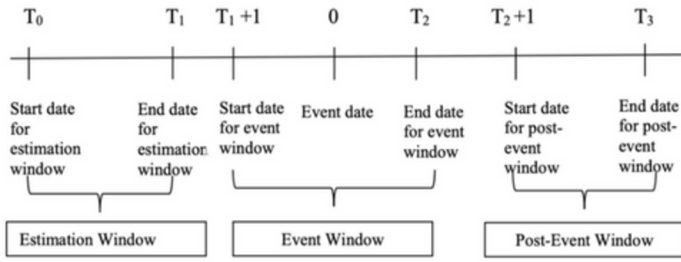 T0 T1 T1 +1 0 T2 T2 +1 T3
Start date
for
estimation
window
End date
for
estimation
window
Start date
for event
window
Event date
End date
for event
window
Start date
for post-
event
window
End date
for post-
event
window
Estimation Window
Event Window
Post-Event Window